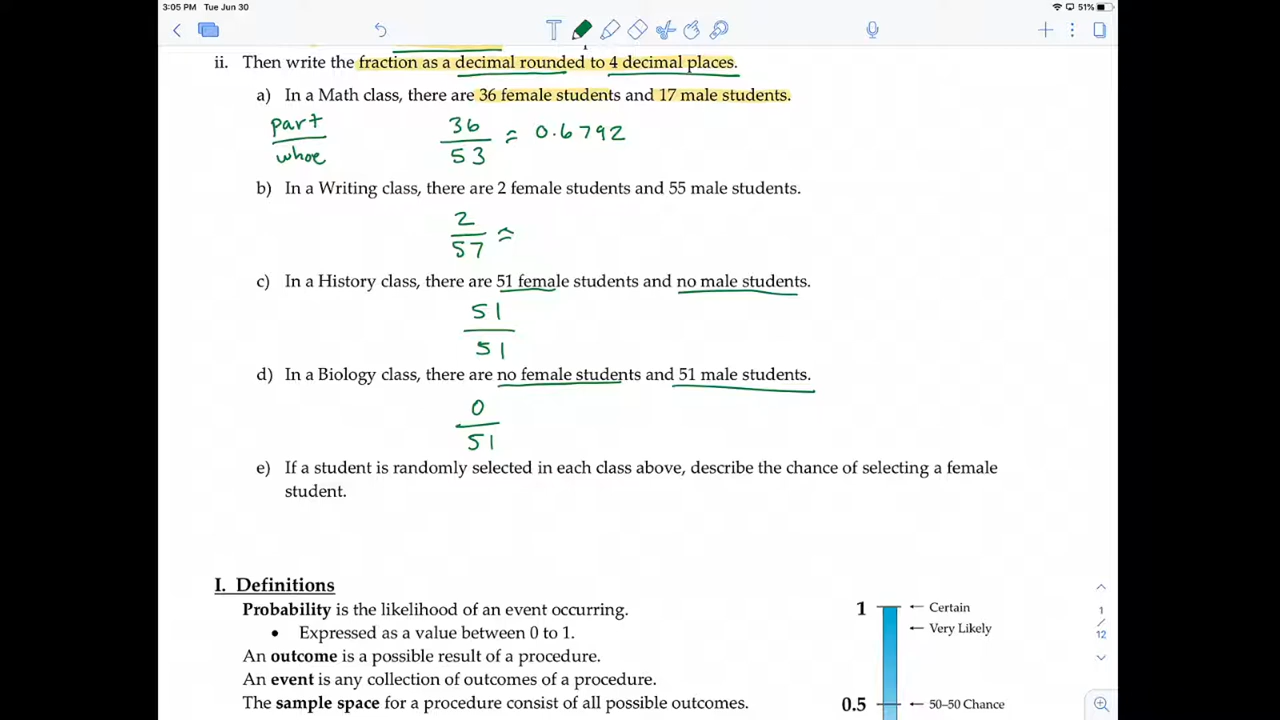 3:05 PM Tue Jun 30
51%
T
ii. Then write the fraction as a decimal rounded to 4 decimal places.
a) In a Math class, there are 36 female students and 17 male students.
part
whoe
36
53
≈ 0.6792
b) In a Writing class, there are 2 female students and 55 male students.
2
57
≈
c) In a History class, there are 51 female students and no male students.
51
51
d) In a Biology class, there are no female students and 51 male students.
0
51
e) If a student is randomly selected in each class above, describe the chance of selecting a female
student.
I. Definitions
Probability is the likelihood of an event occurring.
• Expressed as a value between 0 to 1.
An outcome is a possible result of a procedure.
An event is any collection of outcomes of a procedure.
The sample space for a procedure consist of all possible outcomes.
1 ← Certain
← Very Likely
0.5 ← 50–50 Chance
1
/
12